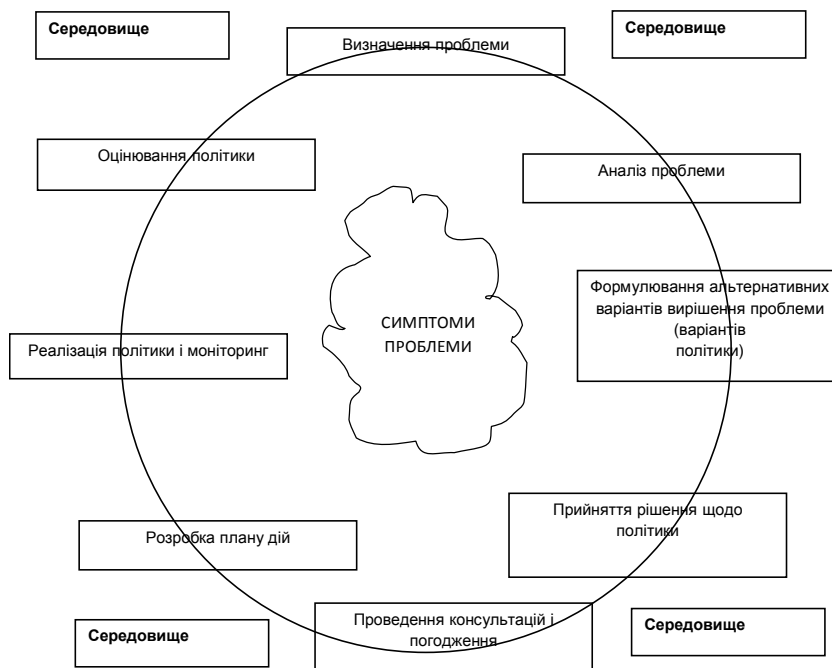 Середовище
Визначення проблеми
Середовище
Оцінювання політики
Аналіз проблеми
Формулювання альтернативних
варіантів вирішення проблеми
(варіантів
політики)
СИМПТОМИ
ПРОБЛЕМИ
Реалізація політики і моніторинг
Прийняття рішення щодо
політики
Розробка плану дій
Проведення консультацій і
погодження
Середовище
Середовище